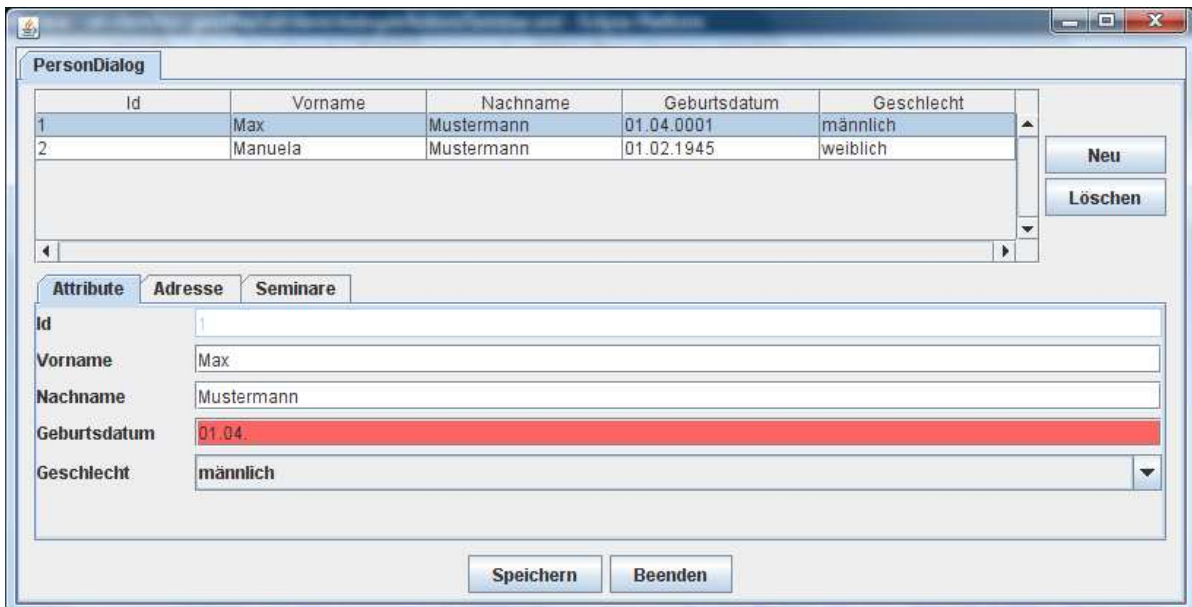 PersonDialog
Id Vorname Nachname Geburtsdatum Geschlecht
1 Max Mustermann 01.04.0001 männlich
2 Manuela Mustermann 01.02.1945 weiblich
Neu
Löschen
Attribute Adresse Seminare
Id 1
Vorname Max
Nachname Mustermann
Geburtsdatum 01.04.
Geschlecht männlich
Speichern Beenden